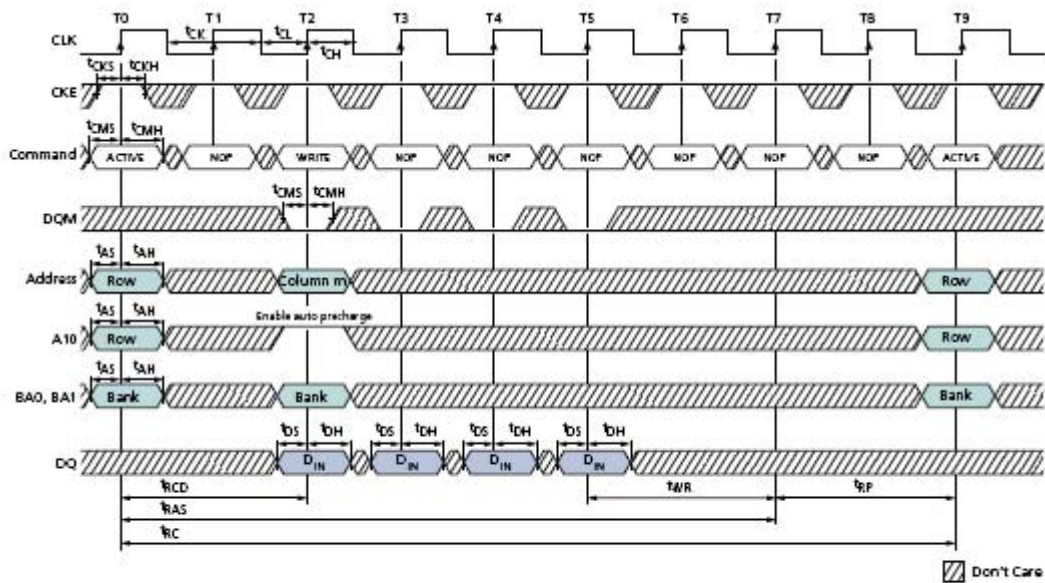 T0 T1 T2 T3 T4 T5 T6 T7 T8 T9
CLK tCK tCL tCH
tCKS tCKH
CKE
tCMS tCMH
Command ACTIVE NOP WRITE NOP NOP NOP NOP NOP NOP ACTIVE
tCMS tCMH
DQM
tAS tAH
Address Row Column m Row
Enable auto precharge
tAS tAH
A10 Row Row
tAS tAH
BA0, BA1 Bank Bank Bank
tDS tDH tDS tDH tDS tDH tDS tDH
DQ DIN DIN DIN DIN
tRCD tWR tRP
tRAS
tRC
Don't Care